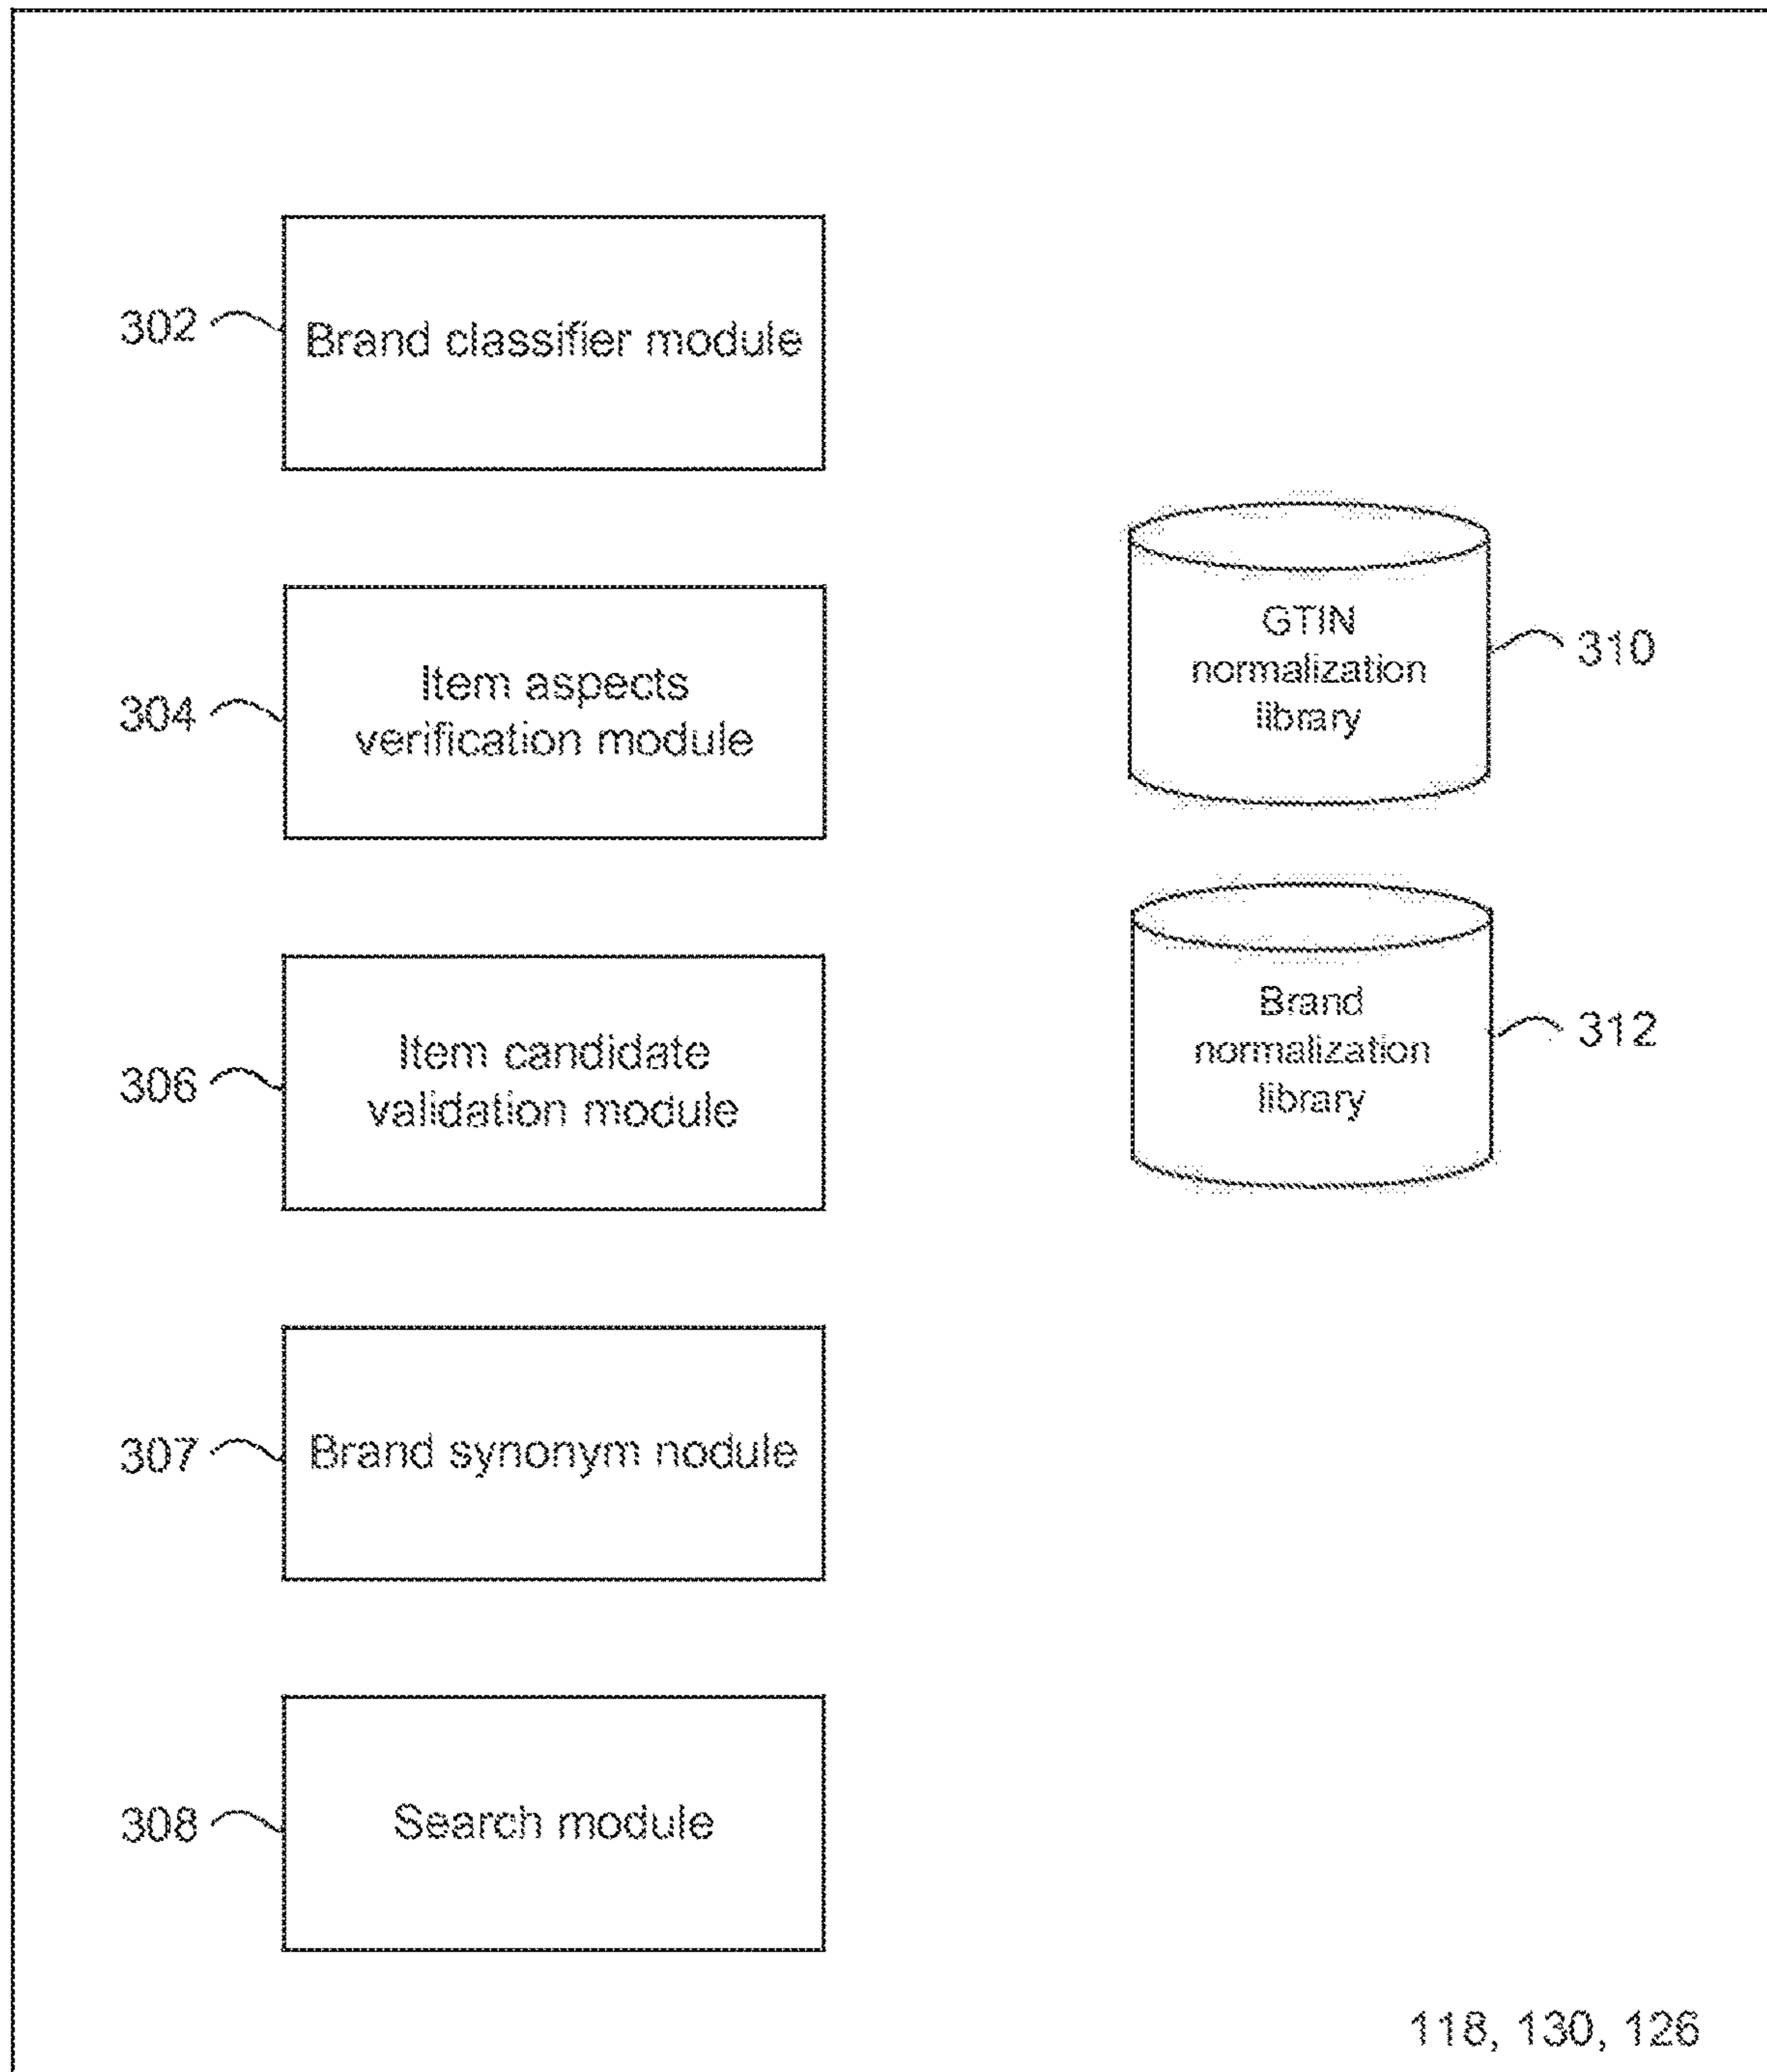 302
Brand classifier module
304
Item aspects
verification module
306
Item candidate
validation module
307
Brand synonym nodule
308
Search module
GTIN
normalization
library
310
Brand
normalization
library
312
118, 130, 126